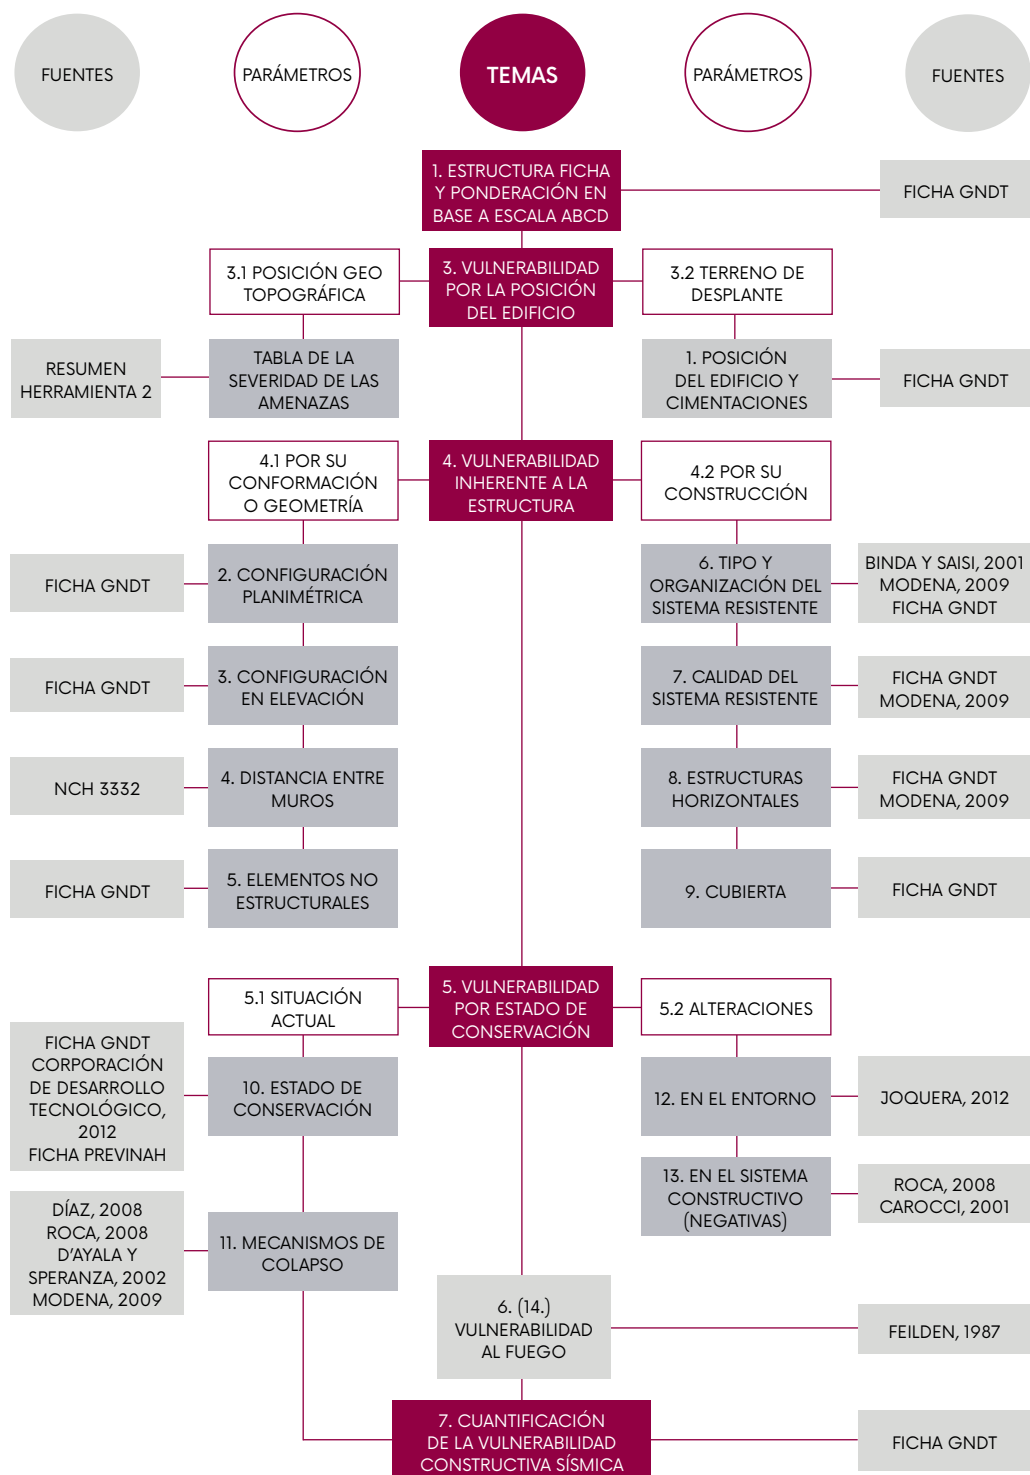 FUENTES
PARÁMETROS
TEMAS
PARÁMETROS
FUENTES
1. ESTRUCTURA FICHA
Y PONDERACIÓN EN
BASE A ESCALA ABCD
FICHA GNDT
3.1 POSICIÓN GEO
TOPOGRÁFICA
3. VULNERABILIDAD
POR LA POSICIÓN
DEL EDIFICIO
3.2 TERRENO DE
DESPLANTE
RESUMEN
HERRAMIENTA 2
TABLA DE LA
SEVERIDAD DE LAS
AMENAZAS
1. POSICIÓN
DEL EDIFICIO Y
CIMENTACIONES
FICHA GNDT
4.1 POR SU
CONFORMACIÓN
O GEOMETRÍA
4. VULNERABILIDAD
INHERENTE A LA
ESTRUCTURA
4.2 POR SU
CONSTRUCCIÓN
FICHA GNDT
2. CONFIGURACIÓN
PLANIMÉTRICA
6. TIPO Y
ORGANIZACIÓN DEL
SISTEMA RESISTENTE
BINDA Y SAISI, 2001
MODENA, 2009
FICHA GNDT
FICHA GNDT
3. CONFIGURACIÓN
EN ELEVACIÓN
7. CALIDAD DEL
SISTEMA RESISTENTE
FICHA GNDT
MODENA, 2009
NCH 3332
4. DISTANCIA ENTRE
MUROS
8. ESTRUCTURAS
HORIZONTALES
FICHA GNDT
MODENA, 2009
FICHA GNDT
5. ELEMENTOS NO
ESTRUCTURALES
9. CUBIERTA
FICHA GNDT
5.1 SITUACIÓN
ACTUAL
5. VULNERABILIDAD
POR ESTADO DE
CONSERVACIÓN
5.2 ALTERACIONES
FICHA GNDT
CORPORACIÓN
DE DESARROLLO
TECNOLÓGICO,
2012
FICHA PREVINAH
10. ESTADO DE
CONSERVACIÓN
12. EN EL ENTORNO
JOQUERA, 2012
DÍAZ, 2008
ROCA, 2008
D'AYALA Y
SPERANZA, 2002
MODENA, 2009
11. MECANISMOS DE
COLAPSO
13. EN EL SISTEMA
CONSTRUCTIVO
(NEGATIVAS)
ROCA, 2008
CAROCCI, 2001
6. (14.)
VULNERABILIDAD
AL FUEGO
FEILDEN, 1987
7. CUANTIFICACIÓN
DE LA VULNERABILIDAD
CONSTRUCTIVA SÍSMICA
FICHA GNDT